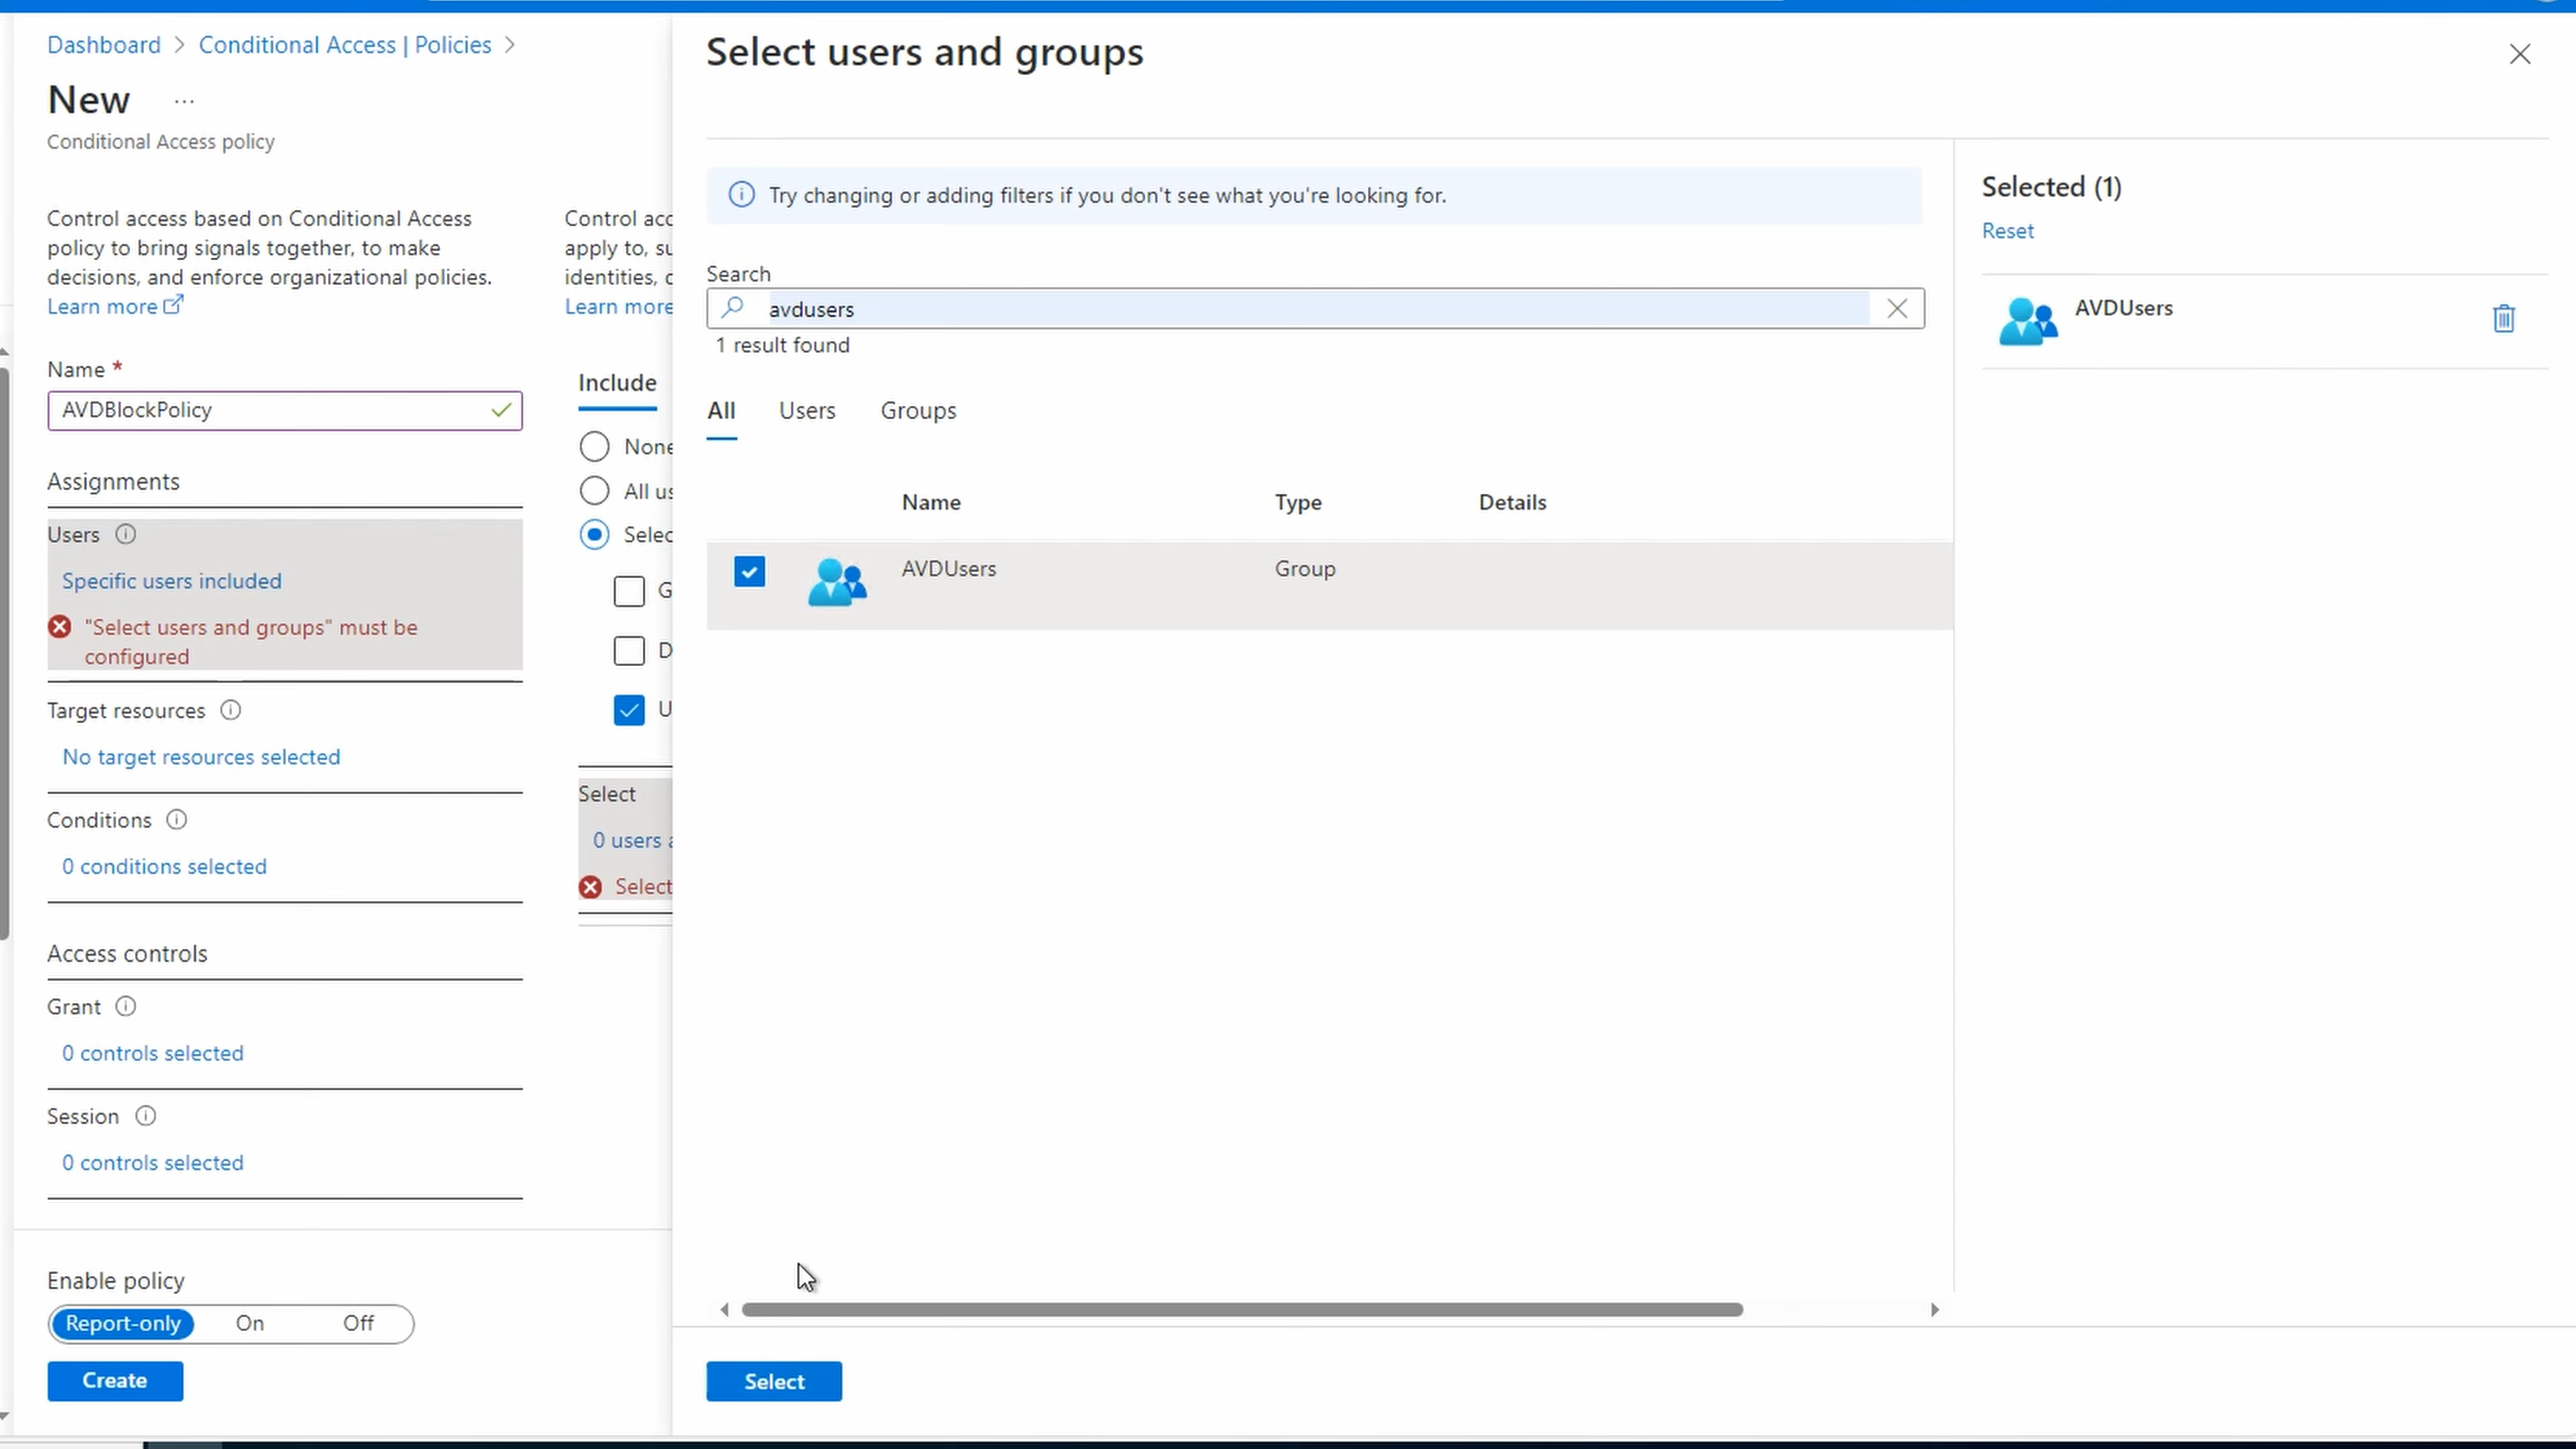 Dashboard > Conditional Access | Policies >
New ...
Conditional Access policy
Control access based on Conditional Access
policy to bring signals together, to make
decisions, and enforce organizational policies.
Learn more
Name *
AVDBlockPolicy
Assignments
Users
Specific users included
"Select users and groups" must be
configured
Target resources
No target resources selected
Conditions
0 conditions selected
Access controls
Grant
0 controls selected
Session
0 controls selected
Enable policy
Report-only On Off
Create
Control acc
apply to, su
identities,
Learn more
Include
None
All us
Selec
G
D
U
Select
0 users
Select
Select users and groups
Try changing or adding filters if you don't see what you're looking for.
Search
avdusers
1 result found
All Users Groups
Name Type Details
AVDUsers Group
Select
Selected (1)
Reset
AVDUsers